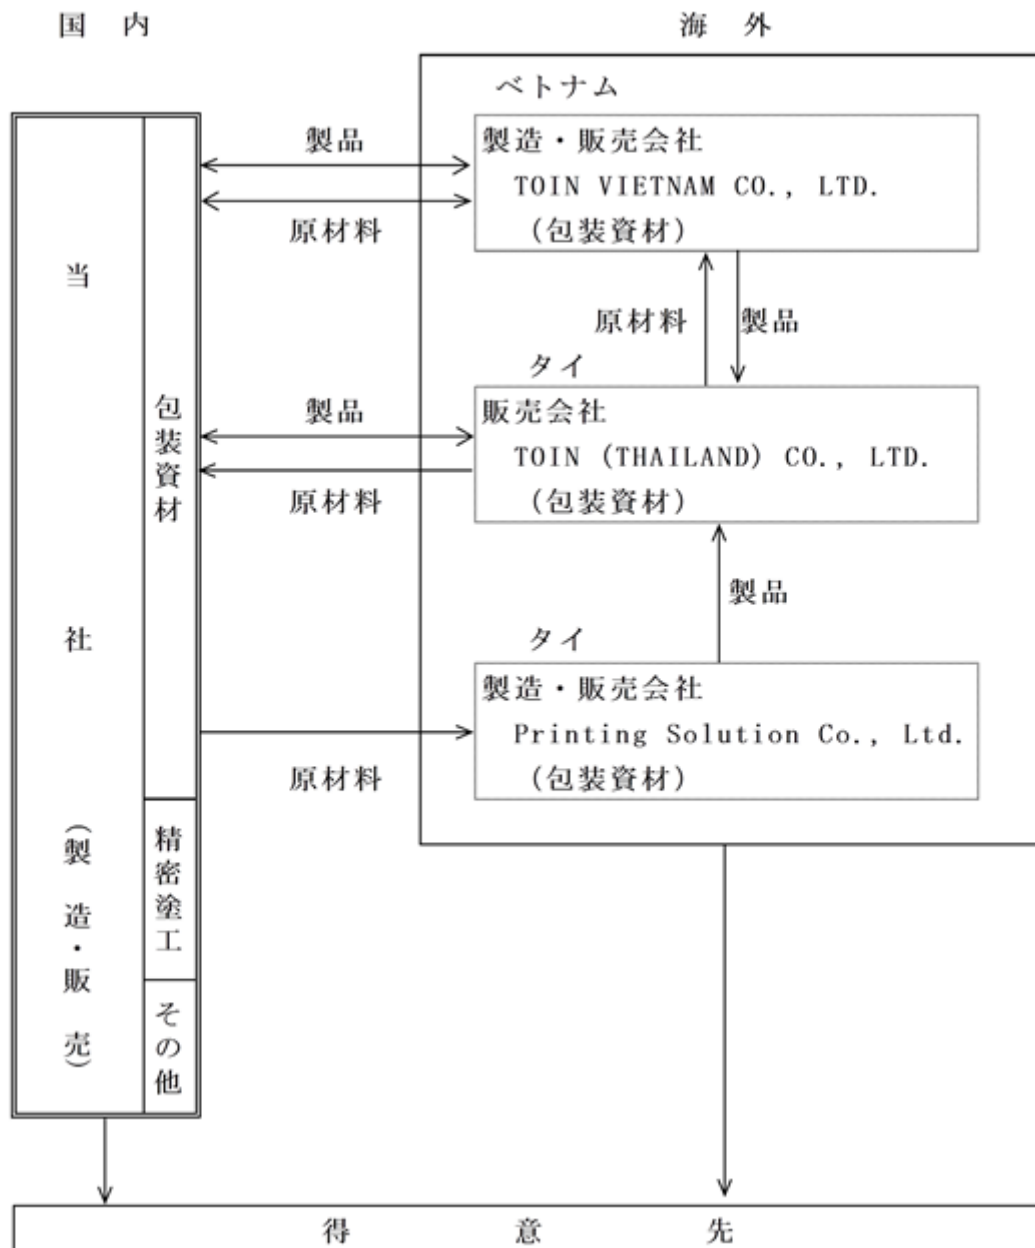 国 内
海 外
ベトナム
製造・販売会社
TOIN VIETNAM CO., LTD.
(包装資材)
製品
原材料
原材料
製品
タイ
販売会社
TOIN (THAILAND) CO., LTD.
(包装資材)
製品
原材料
製品
タイ
製造・販売会社
Printing Solution Co., Ltd.
(包装資材)
原材料
当社(製造・販売)
包装資材
精密塗工
その他
得 意 先